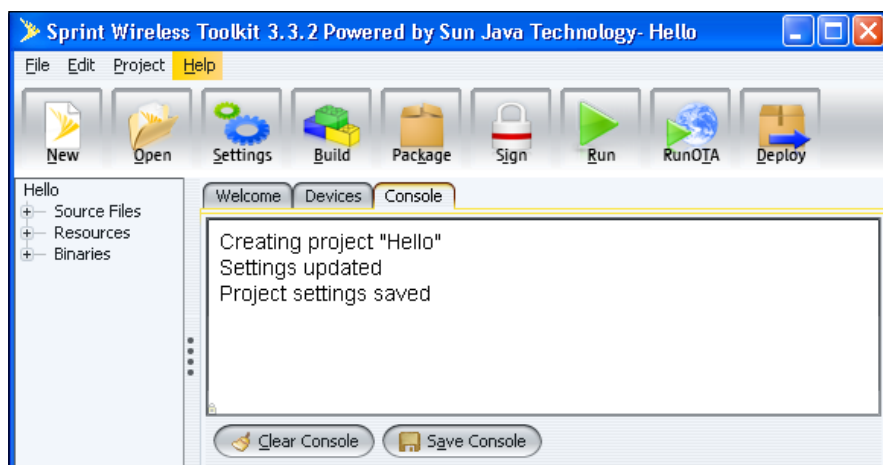 Sprint Wireless Toolkit 3.3.2 Powered by Sun Java Technology- Hello
File Edit Project Help
New Open Settings Build Package Sign Run RunOTA Deploy
Hello
Source Files
Resources
Binaries
Welcome Devices Console
Creating project "Hello"
Settings updated
Project settings saved
Clear Console Save Console